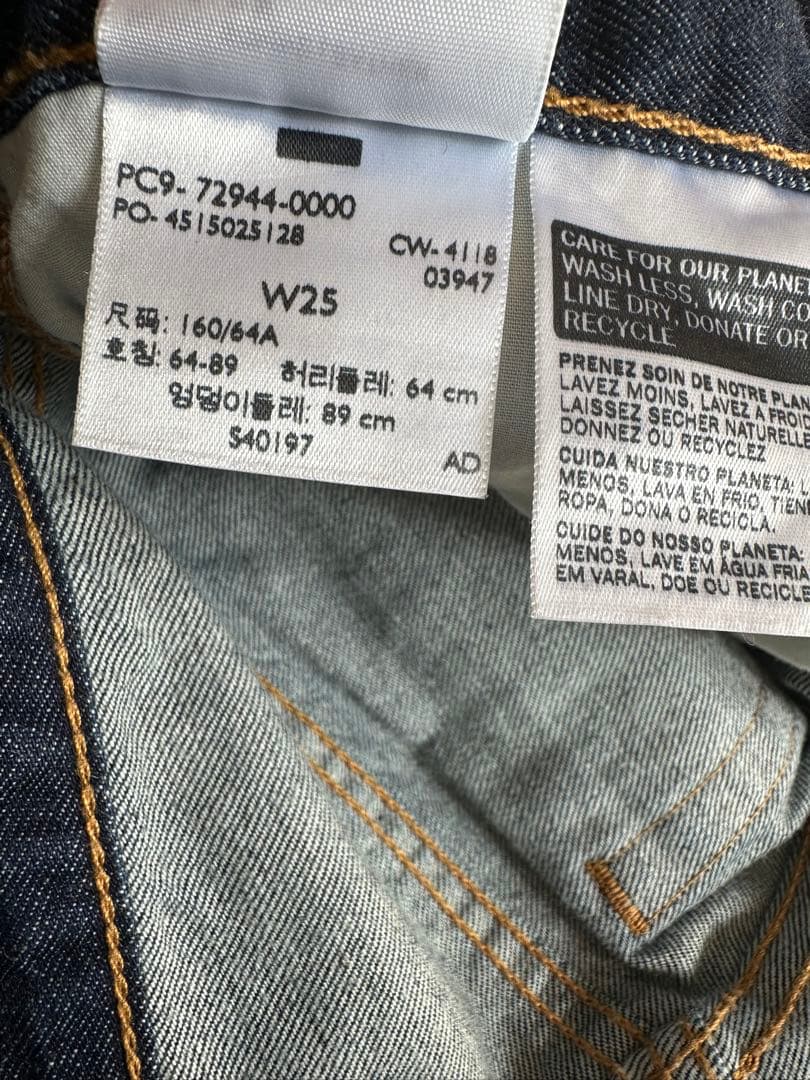 PC9-72944-0000
PO-4515025128
CW-4118
03947
W25
尺码: 160/64A
호칭: 64-89 허리둘레: 64 cm
엉덩이둘레: 89 cm
S40197
AD
CARE FOR OUR PLANE
WASH LESS, WASH CO
LINE DRY, DONATE OR
RECYCLE
PRENEZ SOIN DE NOTRE PLAN
LAVEZ MOINS, LAVEZ A FROID
LAISSEZ SECHER NATURELLE
DONNEZ OU RECYCLEZ
CUIDA NUESTRO PLANETA:
MENOS, LAVA EN FRIO, TIEN
ROPA, DONA O RECICLA.
CUIDE DO NOSSO PLANETA:
MENOS, LAVE EM ÁGUA FRIA
EM VARAL, DOE OU RECICLE